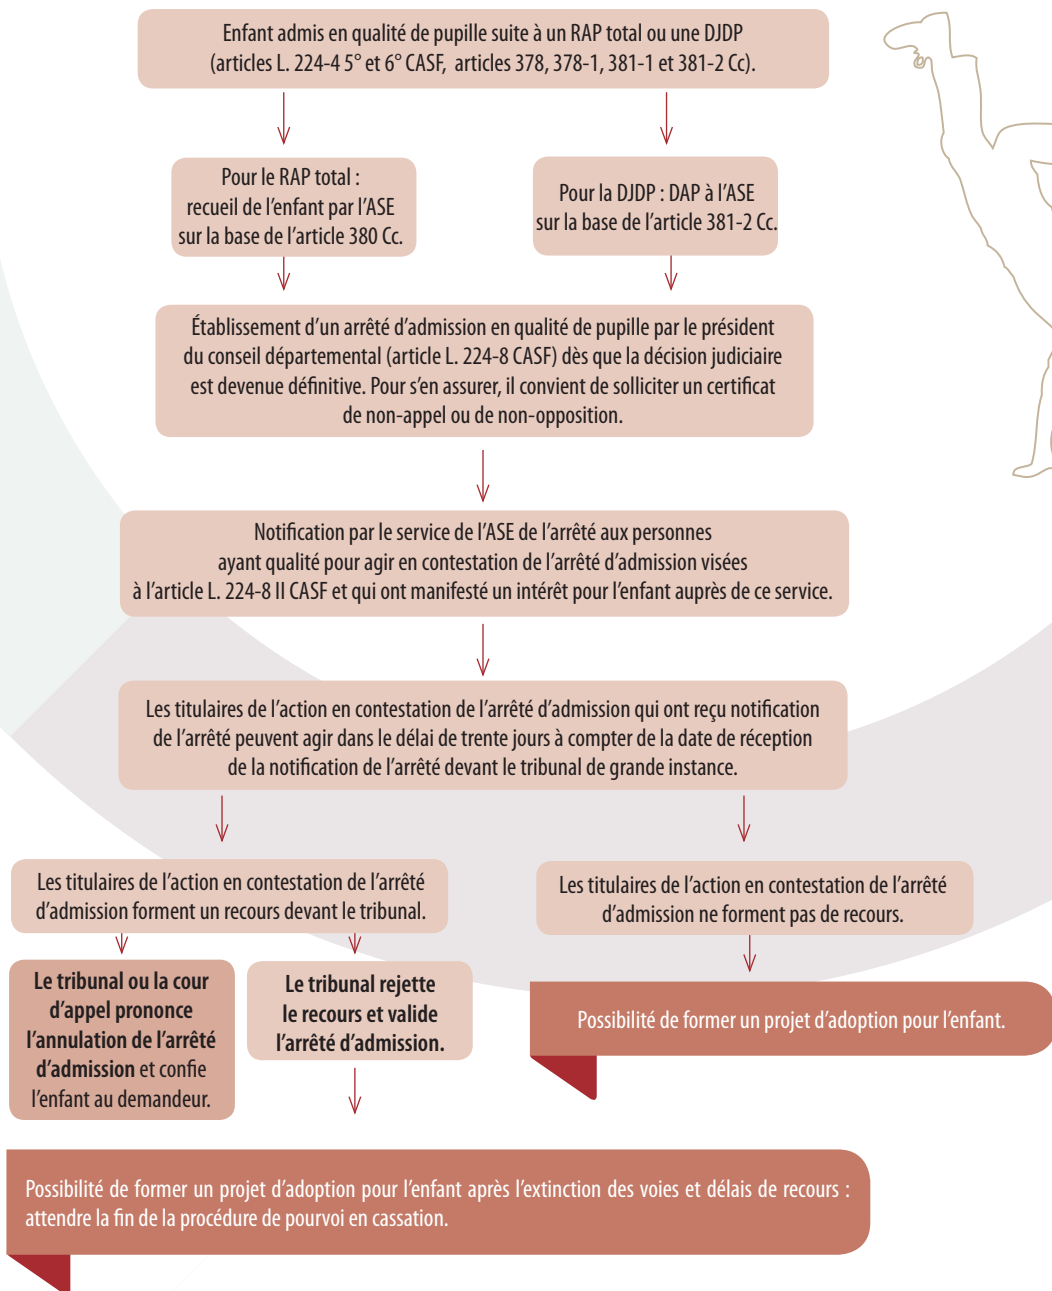 Enfant admis en qualité de pupille suite à un RAP total ou une DJDP
(articles L. 224-4 5° et 6° CASF, articles 378, 378-1, 381-1 et 381-2 Cc).
Pour le RAP total :
recueil de l’enfant par l’ASE
sur la base de l’article 380 Cc.
Pour la DJDP : DAP à l’ASE
sur la base de l’article 381-2 Cc.
Établissement d’un arrêté d’admission en qualité de pupille par le président
du conseil départemental (article L. 224-8 CASF) dès que la décision judiciaire
est devenue définitive. Pour s’en assurer, il convient de solliciter un certificat
de non-appel ou de non-opposition.
Notification par le service de l’ASE de l’arrêté aux personnes
ayant qualité pour agir en contestation de l’arrêté d’admission visées
à l’article L. 224-8 II CASF et qui ont manifesté un intérêt pour l’enfant auprès de ce service.
Les titulaires de l’action en contestation de l’arrêté d’admission qui ont reçu notification
de l’arrêté peuvent agir dans le délai de trente jours à compter de la date de réception
de la notification de l’arrêté devant le tribunal de grande instance.
Les titulaires de l’action en contestation de l’arrêté
d’admission forment un recours devant le tribunal.
Les titulaires de l’action en contestation de l’arrêté
d’admission ne forment pas de recours.
Le tribunal ou la cour
d’appel prononce
l’annulation de l’arrêté
d’admission et confie
l’enfant au demandeur.
Le tribunal rejette
le recours et valide
l’arrêté d’admission.
Possibilité de former un projet d’adoption pour l’enfant.
Possibilité de former un projet d’adoption pour l’enfant après l’extinction des voies et délais de recours :
attendre la fin de la procédure de pourvoi en cassation.